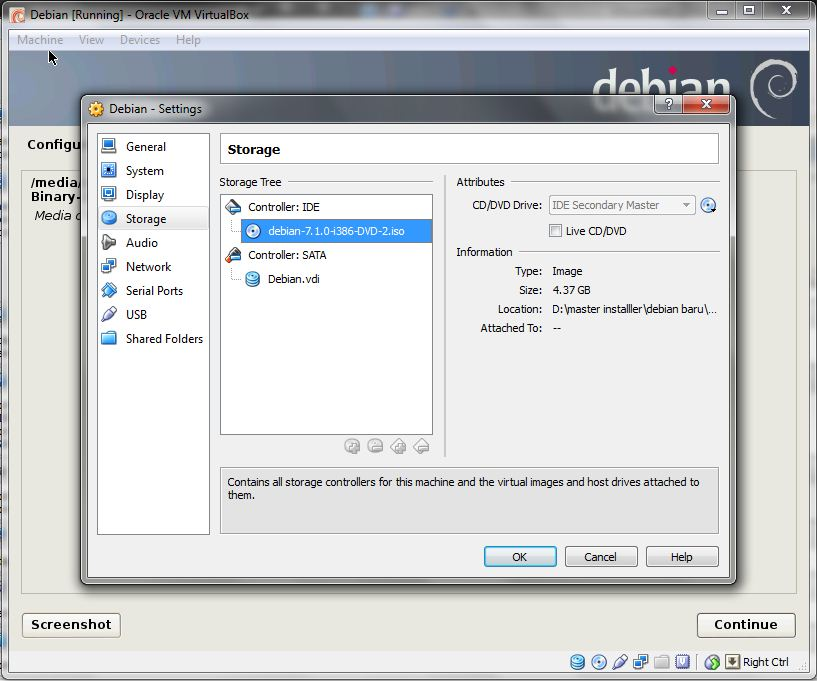 Debian [Running] - Oracle VM VirtualBox
Machine View Devices Help
debian
Debian - Settings
?
Configu
/media/
Binary-
Media c
General
System
Display
Storage
Audio
Network
Serial Ports
USB
Shared Folders
Storage
Storage Tree
Controller: IDE
debian-7.1.0-i386-DVD-2.iso
Controller: SATA
Debian.vdi
Attributes
CD/DVD Drive: IDE Secondary Master
Live CD/DVD
Information
Type: Image
Size: 4.37 GB
Location: D:\master installler\debian baru\...
Attached To: --
Contains all storage controllers for this machine and the virtual images and host drives attached to
them.
OK Cancel Help
Screenshot Continue
Right Ctrl